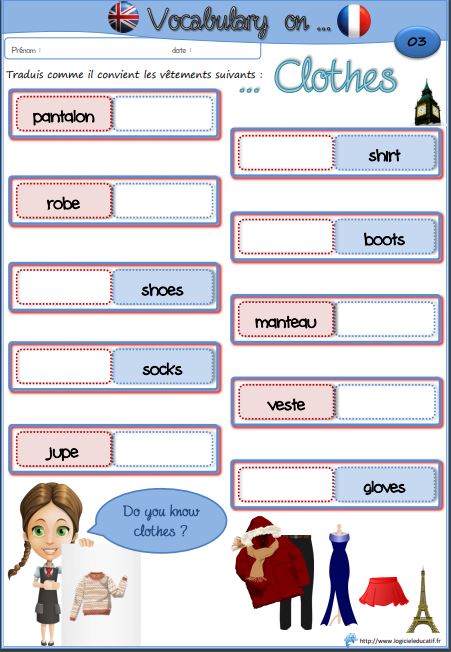 Vocabulary on ...
03
Prénom : date :
Traduis comme il convient les vêtements suivants :
... Clothes
pantalon
shirt
robe
boots
shoes
manteau
socks
veste
jupe
gloves
Do you know
clothes ?
http://www.logicieleducatif.fr